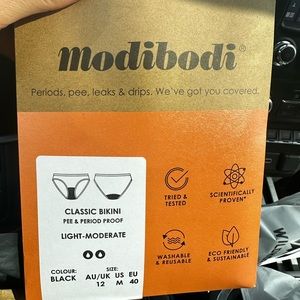 modibodi®
Periods, pee, leaks & drips. We've got you covered.
CLASSIC BIKINI
PEE & PERIOD PROOF
LIGHT-MODERATE
COLOUR:
BLACK
SIZE:
AU/UK US EU
12 M 40
TRIED &
TESTED
SCIENTIFICALLY
PROVEN*
WASHABLE
& REUSABLE
ECO FRIENDLY
& SUSTAINABLE